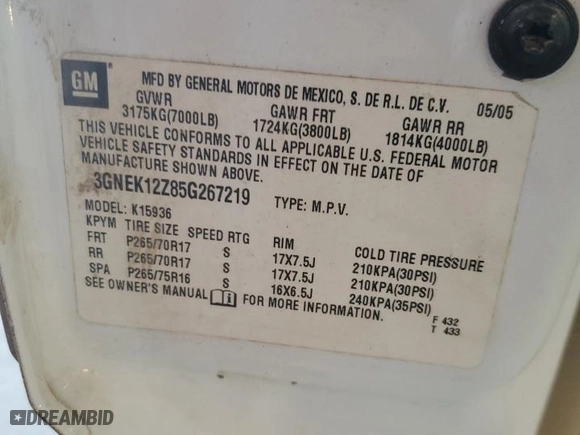 GM
MFD BY GENERAL MOTORS DE MEXICO, S. DE R.L. DE C.V. 05/05
GVWR GAWR FRT GAWR RR
3175KG(7000LB) 1724KG(3800LB) 1814KG(4000LB)
THIS VEHICLE CONFORMS TO ALL APPLICABLE U.S. FEDERAL MOTOR
VEHICLE SAFETY STANDARDS IN EFFECT ON THE DATE OF
MANUFACTURE SHOWN ABOVE.
3GNEK12Z85G267219 TYPE: M.P.V.
MODEL: K15936
KPYM TIRE SIZE SPEED RTG RIM COLD TIRE PRESSURE
FRT P265/70R17 S 17X7.5J 210KPA(30PSI)
RR P265/70R17 S 17X7.5J 210KPA(30PSI)
SPA P265/75R16 S 16X6.5J 240KPA(35PSI)
SEE OWNER'S MANUAL FOR MORE INFORMATION.
F 432
T 433
DREAMBID